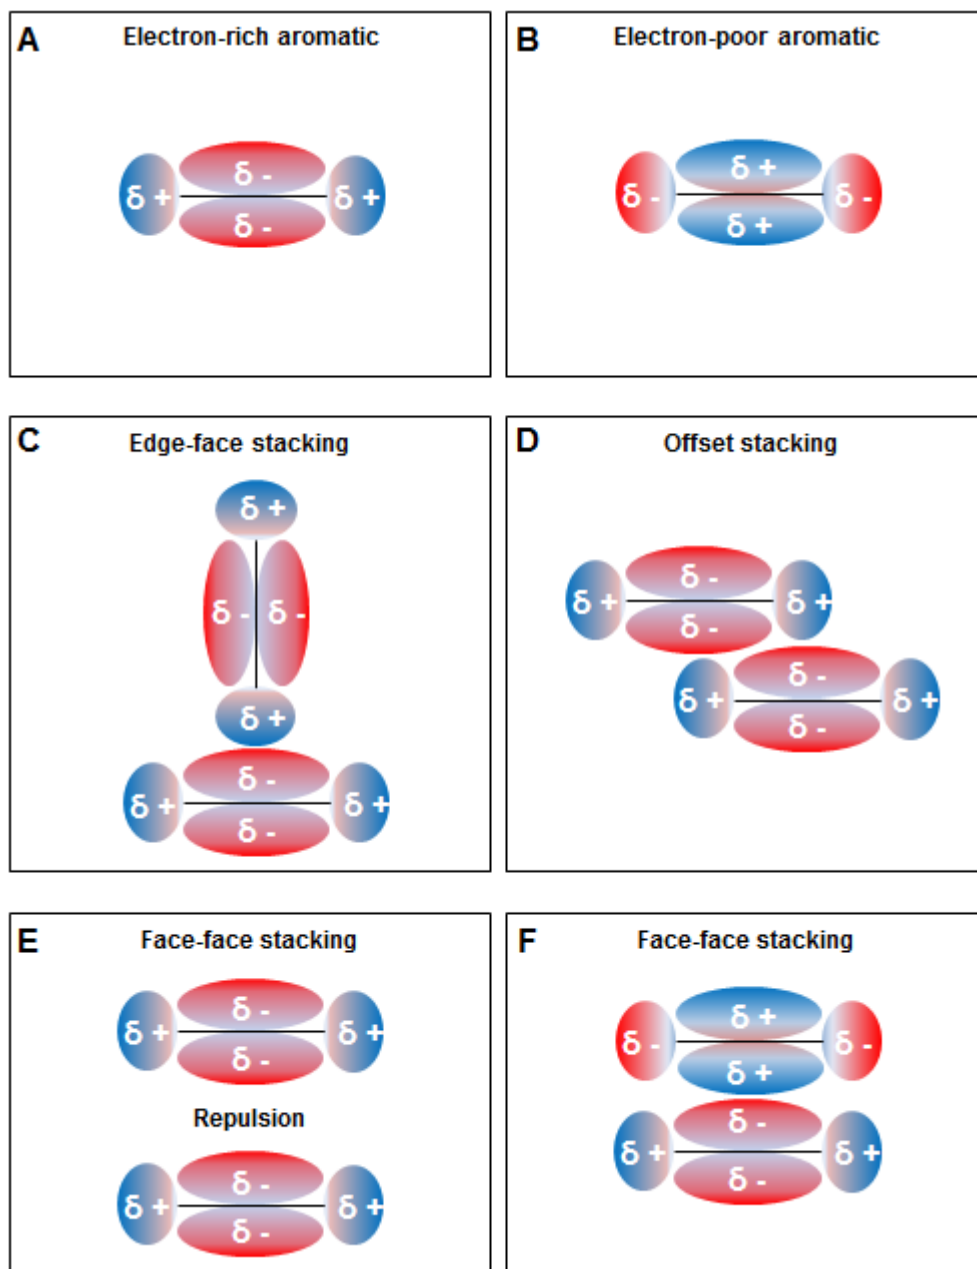 A
Electron-rich aromatic
δ -
δ + δ +
δ -
B
Electron-poor aromatic
δ +
δ - δ -
δ +
C
Edge-face stacking
δ +
δ - δ -
δ +
δ -
δ + δ +
δ -
D
Offset stacking
δ -
δ + δ +
δ -
δ -
δ + δ +
δ -
E
Face-face stacking
δ -
δ + δ +
δ -
Repulsion
δ -
δ + δ +
δ -
F
Face-face stacking
δ +
δ - δ -
δ +
δ -
δ + δ +
δ -